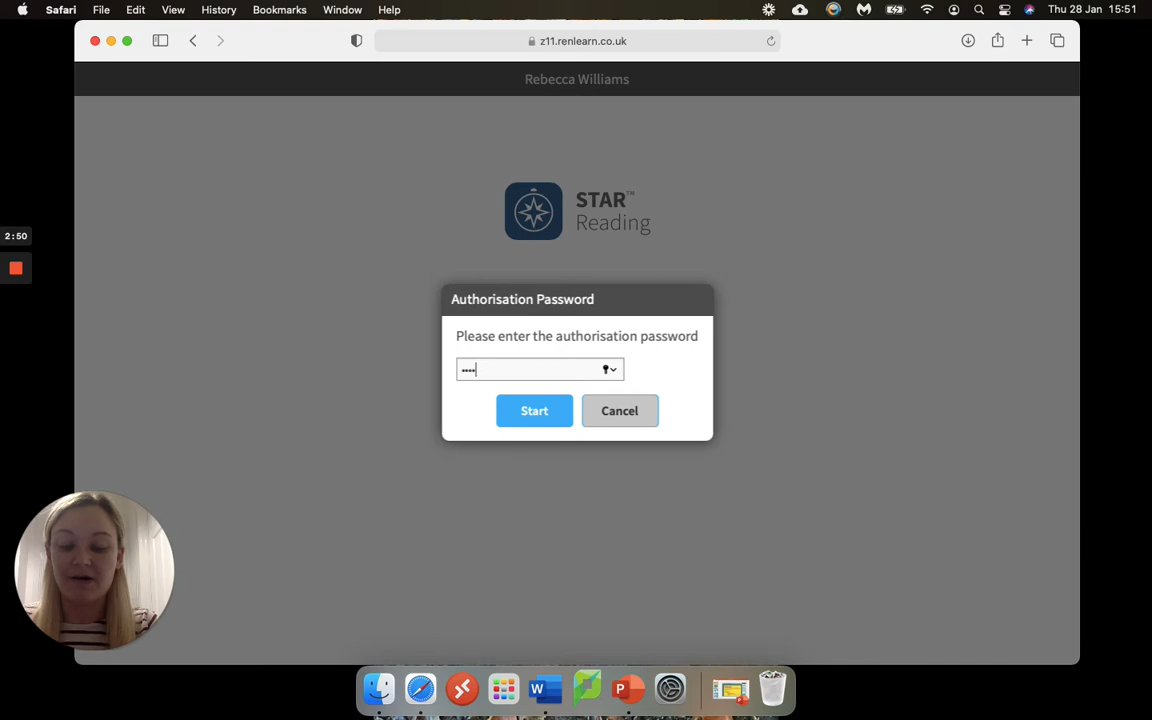 Safari File Edit View History Bookmarks Window Help Thu 28 Jan 15:51
z11.renlearn.co.uk
Rebecca Williams
STAR™
Reading
2:50
Authorisation Password
Please enter the authorisation password
••••
Start Cancel
W P